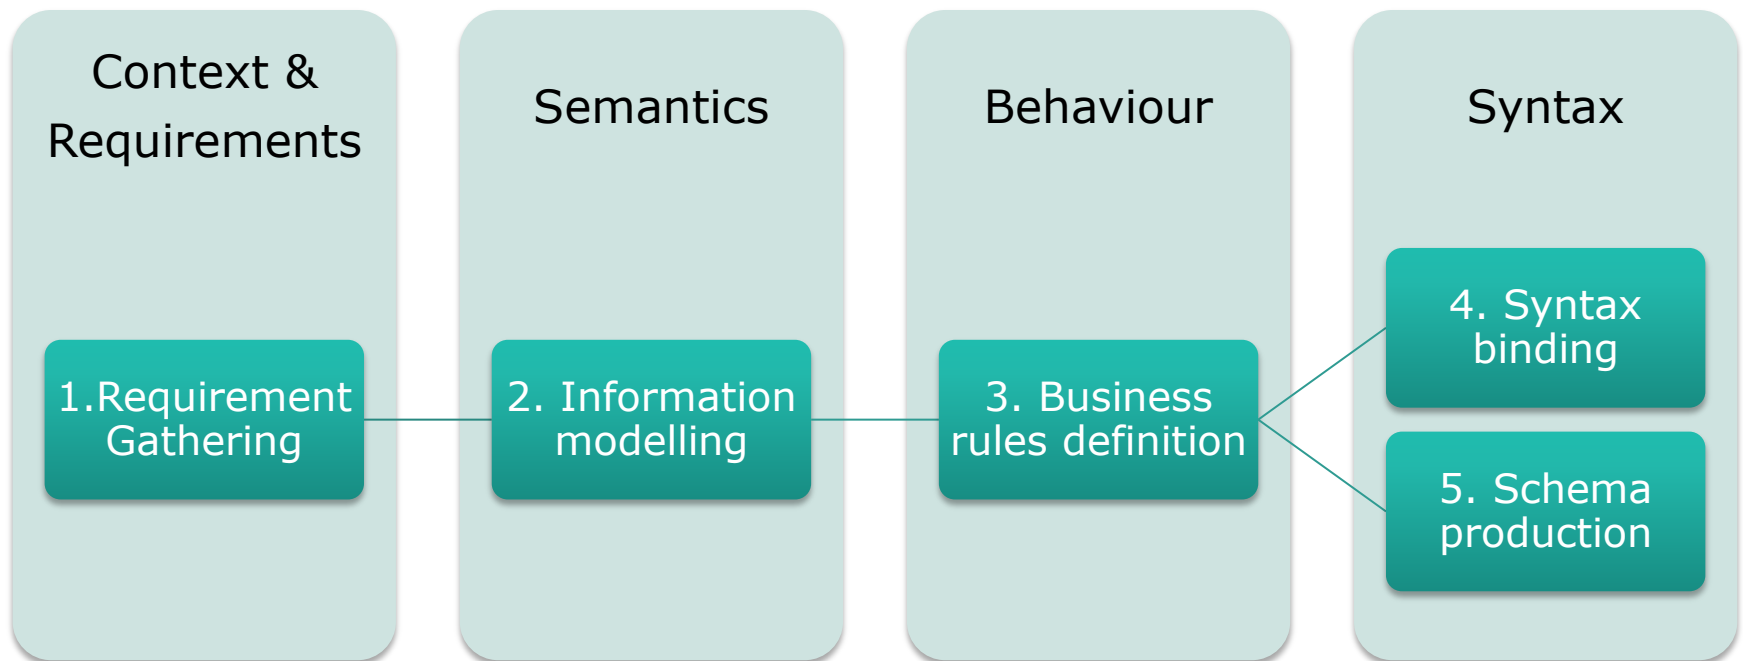 Context &
Requirements
1.Requirement
Gathering
Semantics
2. Information
modelling
Behaviour
3. Business
rules definition
Syntax
4. Syntax
binding
5. Schema
production